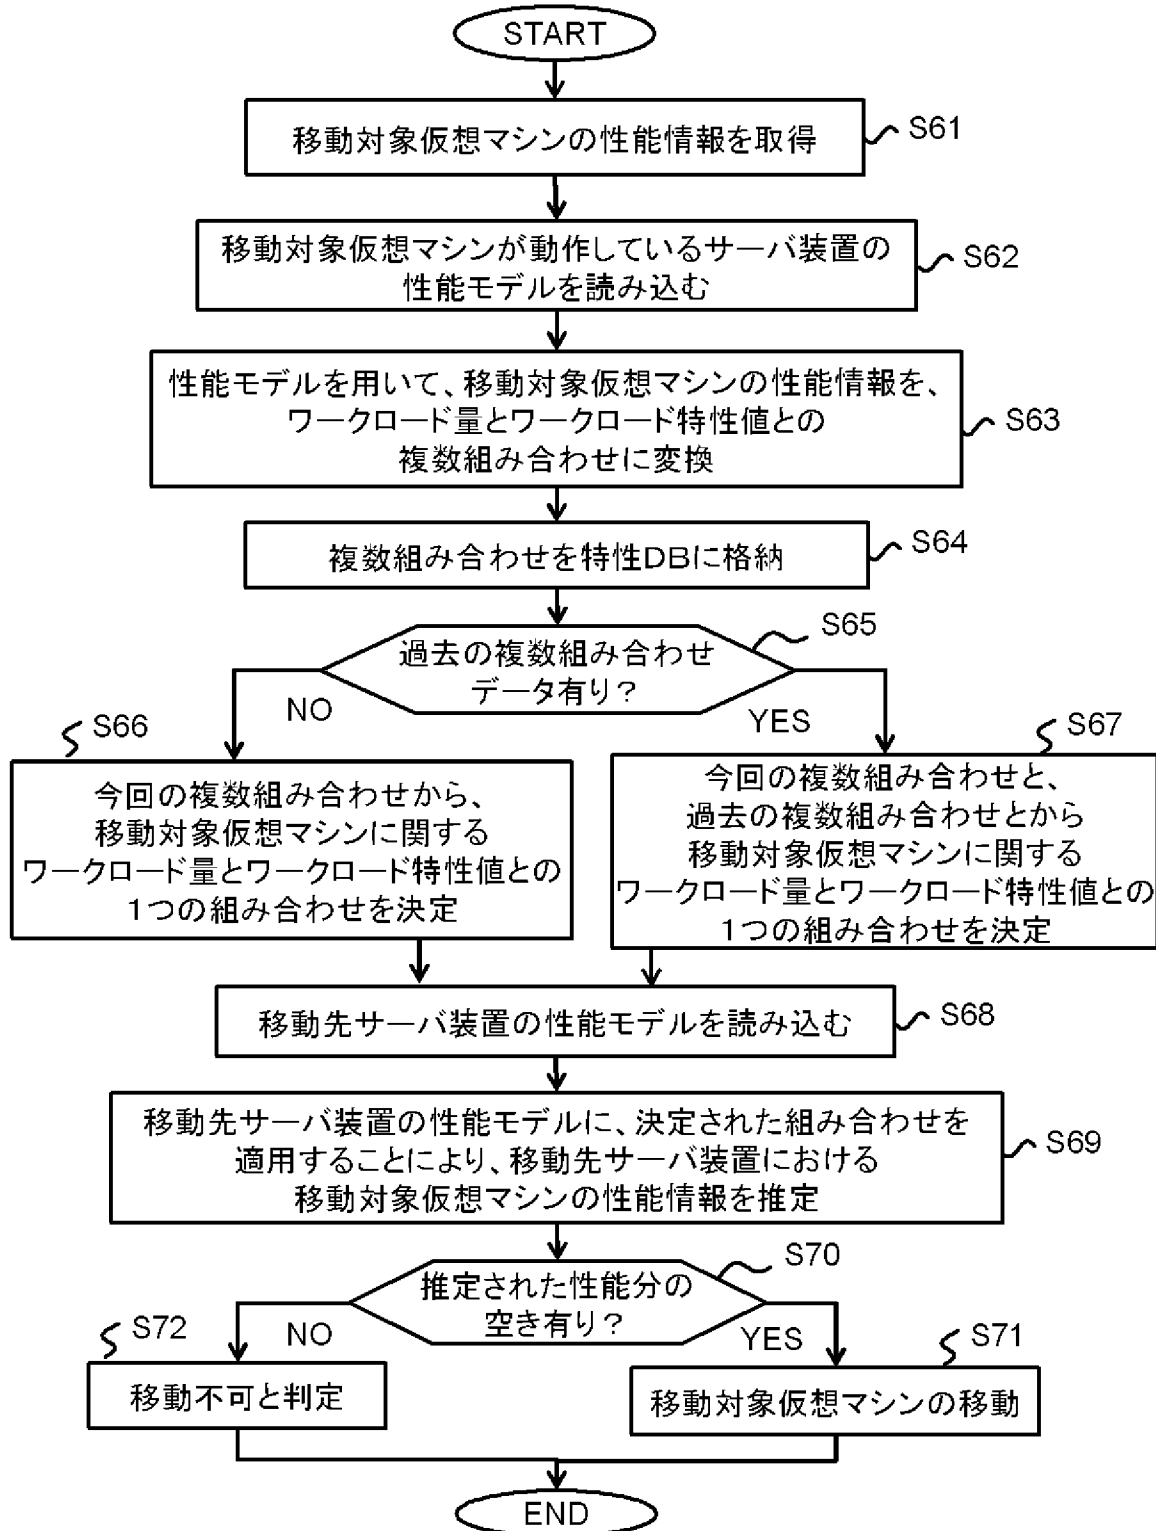 START
移動対象仮想マシンの性能情報を取得
S61
移動対象仮想マシンが動作しているサーバ装置の
性能モデルを読み込む
S62
性能モデルを用いて、移動対象仮想マシンの性能情報を、
ワークロード量とワークロード特性値との
複数組み合わせに変換
S63
複数組み合わせを特性DBに格納
S64
過去の複数組み合わせ
データ有り?
S65
NO
YES
S66
今回の複数組み合わせから、
移動対象仮想マシンに関する
ワークロード量とワークロード特性値との
1つの組み合わせを決定
S67
今回の複数組み合わせと、
過去の複数組み合わせとから
移動対象仮想マシンに関する
ワークロード量とワークロード特性値との
1つの組み合わせを決定
移動先サーバ装置の性能モデルを読み込む
S68
移動先サーバ装置の性能モデルに、決定された組み合わせを
適用することにより、移動先サーバ装置における
移動対象仮想マシンの性能情報を推定
S69
推定された性能分の
空き有り?
S70
NO
YES
S72
移動不可と判定
S71
移動対象仮想マシンの移動
END